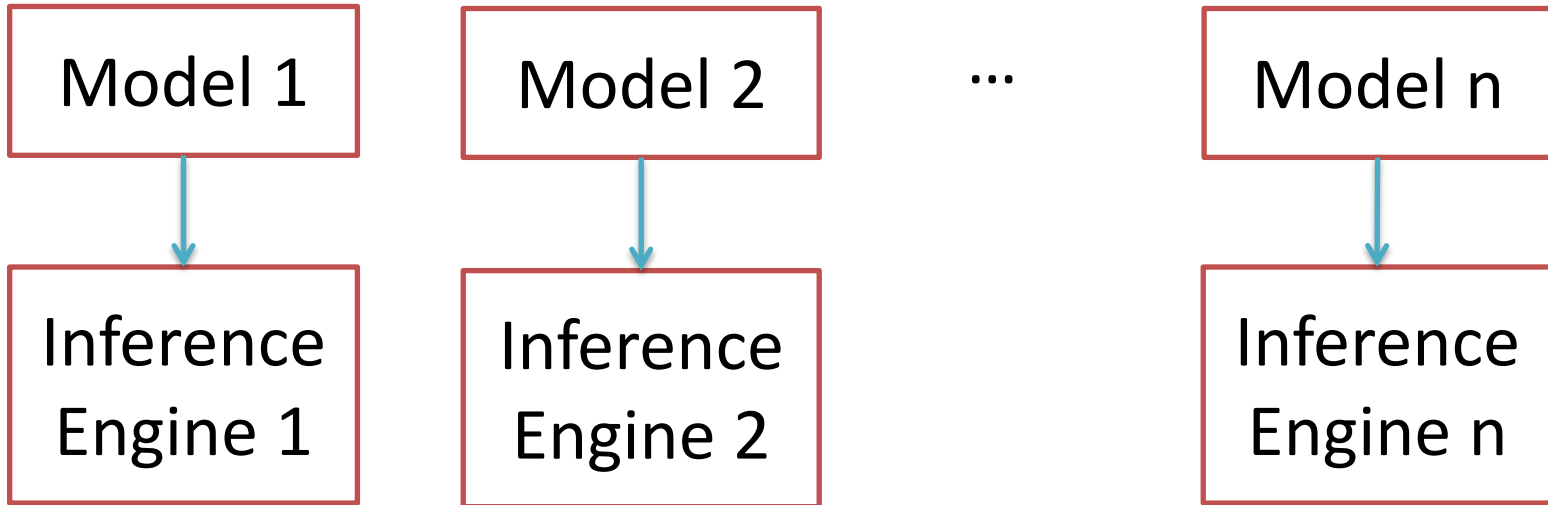 Model 1
Model 2
...
Model n
Inference
Engine 1
Inference
Engine 2
Inference
Engine n